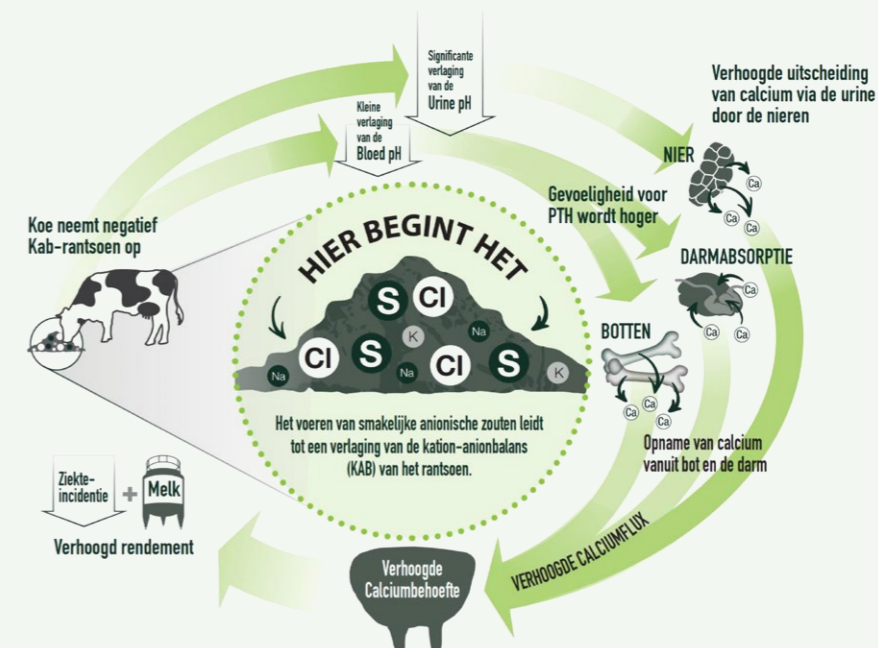 Significante
verlaging
van de
Urine pH
Kleine
verlaging
van de
Bloed pH
Verhoogde uitscheiding
van calcium via de urine
door de nieren
NIER
Ca
Ca
Ca
Gevoeligheid voor
PTH wordt hoger
Koe neemt negatief
Kab-rantsoen op
HIER BEGINT HET
DARMABSORPTIE
Ca
Ca
Ca
S
Cl
Na
K
Cl
S
Cl
S
Na
Na
K
BOTTEN
Ca
Ca
Ca
Het voeren van smakelijke anionische zouten leidt
tot een verlaging van de kation-anionbalans
(KAB) van het rantsoen.
Opname van calcium
vanuit bot en de darm
Ziekte-
incidentie
+
Melk
Verhoogd rendement
VERHOOGDE CALCIUMFLUX
Verhoogde
Calciumbehoefte